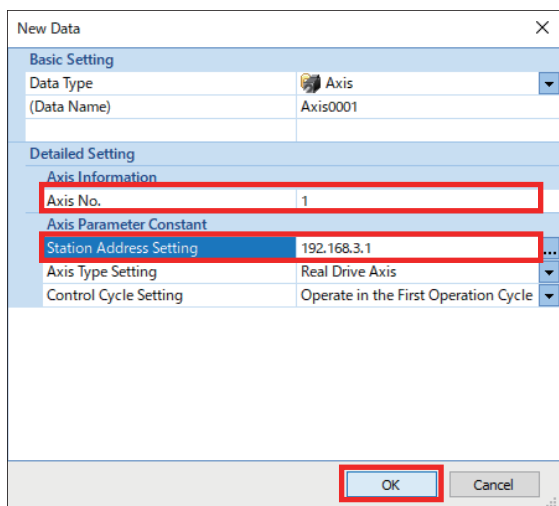 New Data
Basic Setting
Data Type Axis
(Data Name) Axis0001
Detailed Setting
Axis Information
Axis No. 1
Axis Parameter Constant
Station Address Setting 192.168.3.1 ...
Axis Type Setting Real Drive Axis
Control Cycle Setting Operate in the First Operation Cycle
OK Cancel